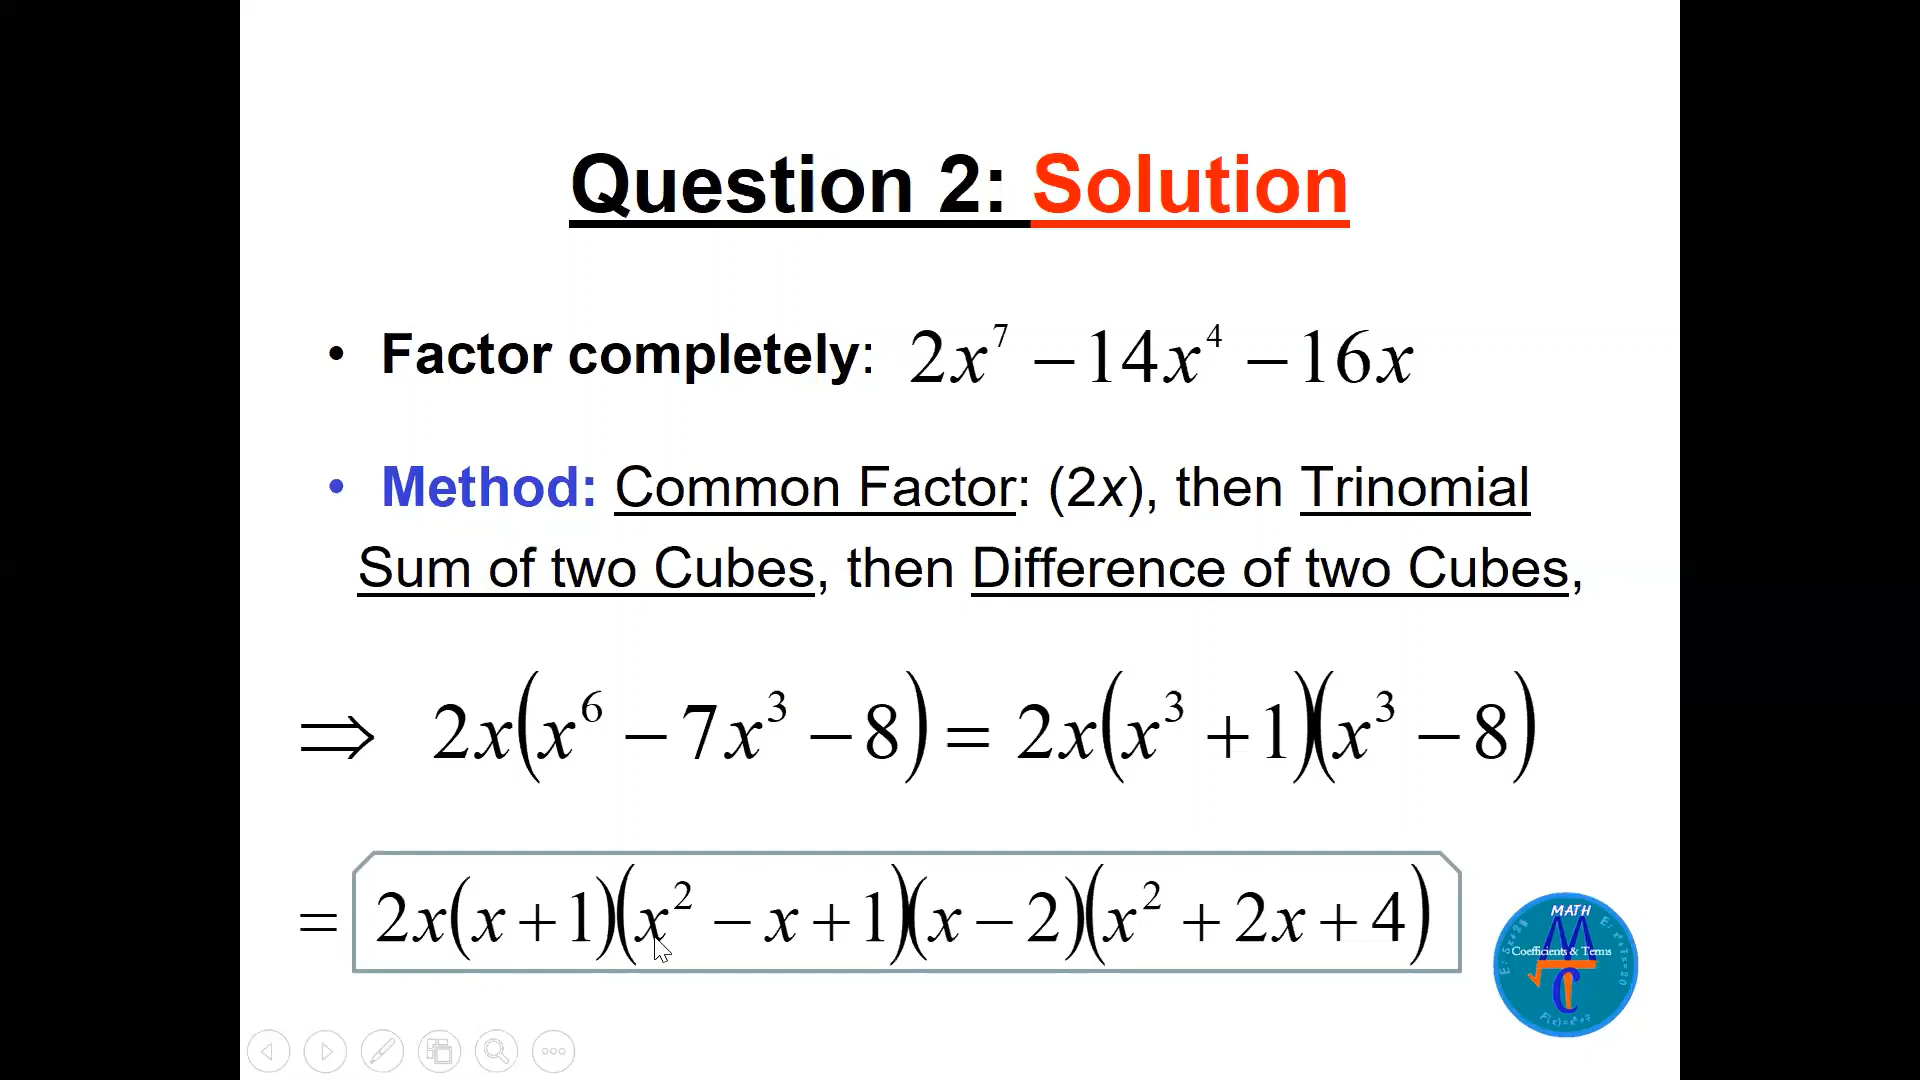 Question 2: Solution
• Factor completely: 2x⁷ − 14x⁴ − 16x
• Method: Common Factor: (2x), then Trinomial
Sum of two Cubes, then Difference of two Cubes,
⇒ 2x(x⁶ − 7x³ − 8) = 2x(x³ + 1)(x³ − 8)
= 2x(x + 1)(x² − x + 1)(x − 2)(x² + 2x + 4)
MATH
Coefficients & Terms